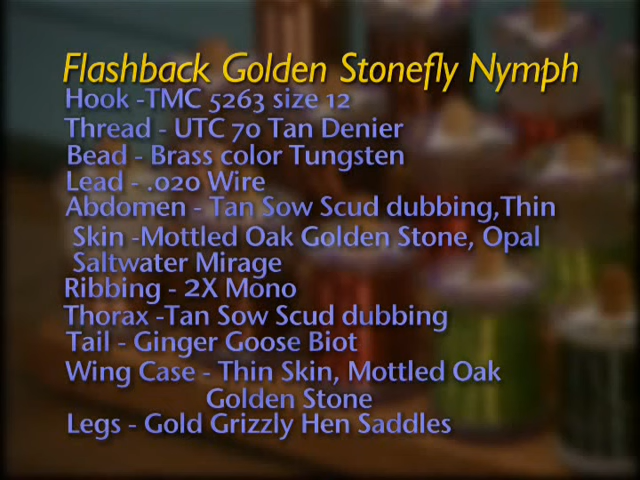 Flashback Golden Stonefly Nymph
Hook -TMC 5263 size 12
Thread - UTC 70 Tan Denier
Bead - Brass color Tungsten
Lead - .020 Wire
Abdomen - Tan Sow Scud dubbing,Thin
Skin -Mottled Oak Golden Stone, Opal
Saltwater Mirage
Ribbing - 2X Mono
Thorax -Tan Sow Scud dubbing
Tail - Ginger Goose Biot
Wing Case - Thin Skin, Mottled Oak
Golden Stone
Legs - Gold Grizzly Hen Saddles